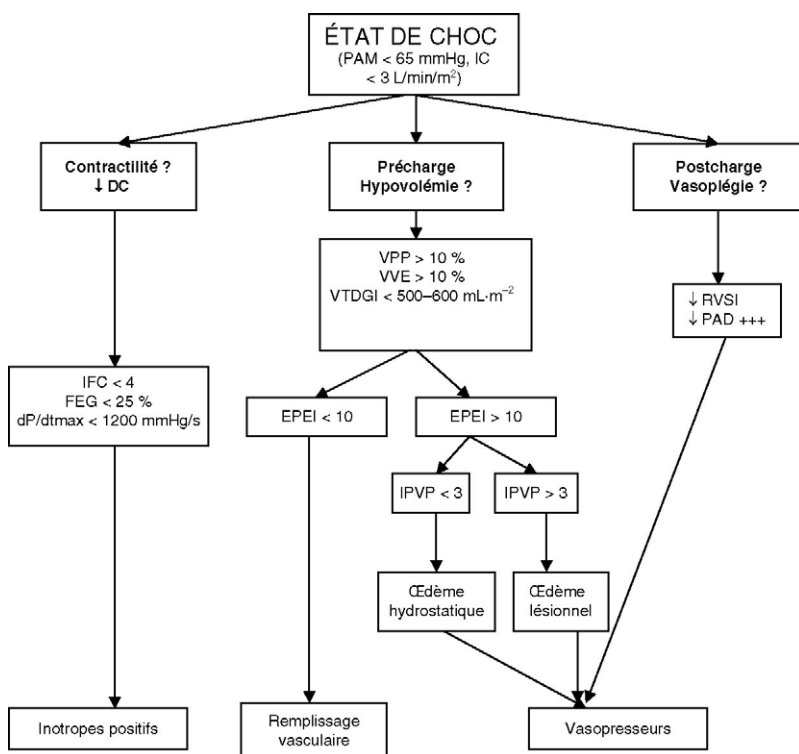 ÉTAT DE CHOC
(PAM < 65 mmHg, IC
< 3 L/min/m²)
Contractilité ?
↓ DC
Précharge
Hypovolémie ?
Postcharge
Vasoplégie ?
VPP > 10 %
VVE > 10 %
VTDGI < 500–600 mL·m⁻²
↓ RVSI
↓ PAD +++
IFC < 4
FEG < 25 %
dP/dtmax < 1200 mmHg/s
EPEI < 10
EPEI > 10
IPVP < 3
IPVP > 3
Œdème
hydrostatique
Œdème
lésionnel
Inotropes positifs
Remplissage
vasculaire
Vasopresseurs